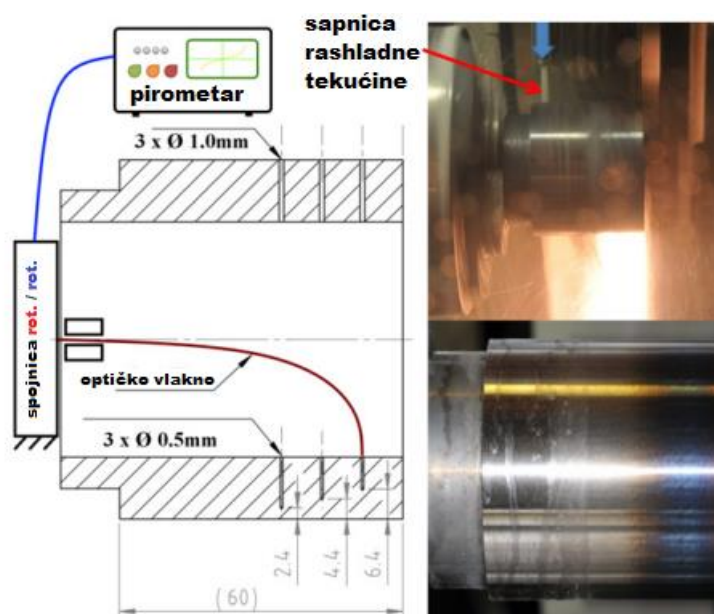 pirometar
sapnica
rashladne
tekućine
3 x Ø 1.0mm
spojnica rot. / rot.
optičko vlakno
3 x Ø 0.5mm
2.4
4.4
6.4
(60)